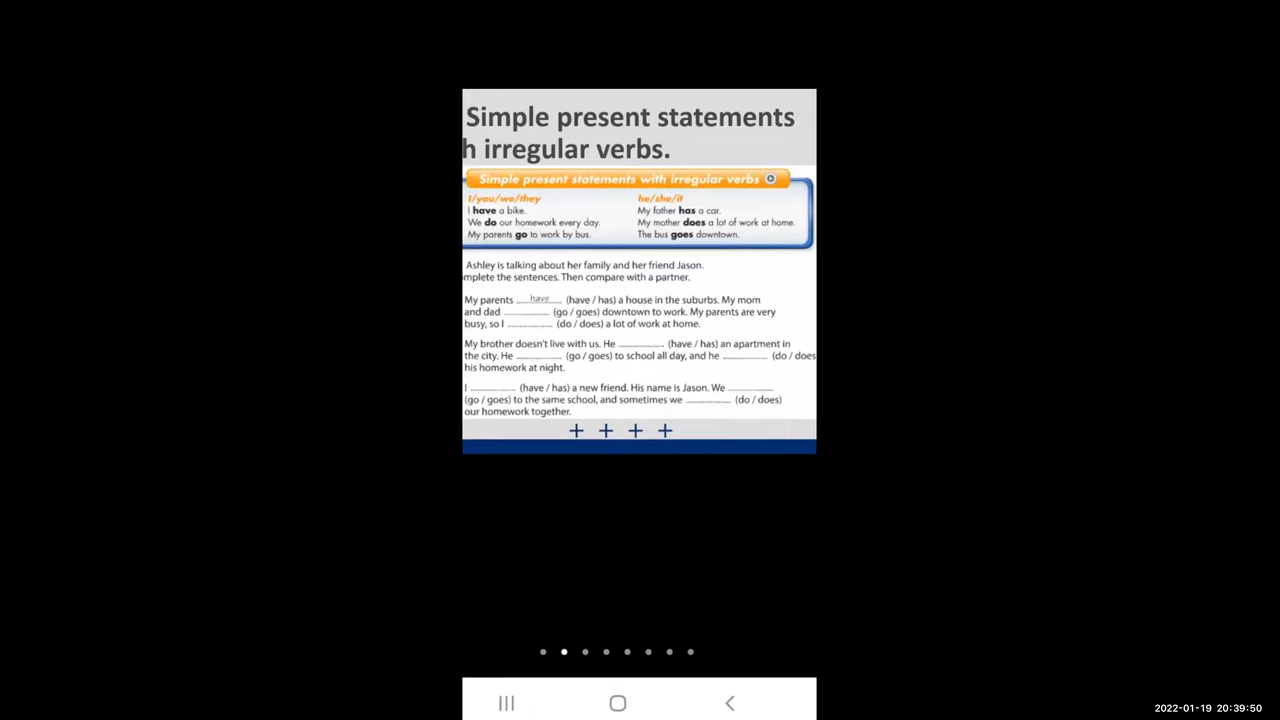 Simple present statements
h irregular verbs.
Simple present statements with irregular verbs
I/you/we/they
I have a bike.
We do our homework every day.
My parents go to work by bus.
he/she/it
My father has a car.
My mother does a lot of work at home.
The bus goes downtown.
Ashley is talking about her family and her friend Jason.
mplete the sentences. Then compare with a partner.
My parents have (have / has) a house in the suburbs. My mom
and dad (go / goes) downtown to work. My parents are very
busy, so I (do / does) a lot of work at home.
My brother doesn't live with us. He (have / has) an apartment in
the city. He (go / goes) to school all day, and he (do / does
his homework at night.
I (have / has) a new friend. His name is Jason. We
(go / goes) to the same school, and sometimes we (do / does)
our homework together.
+ + + +
2022-01-19 20:39:50